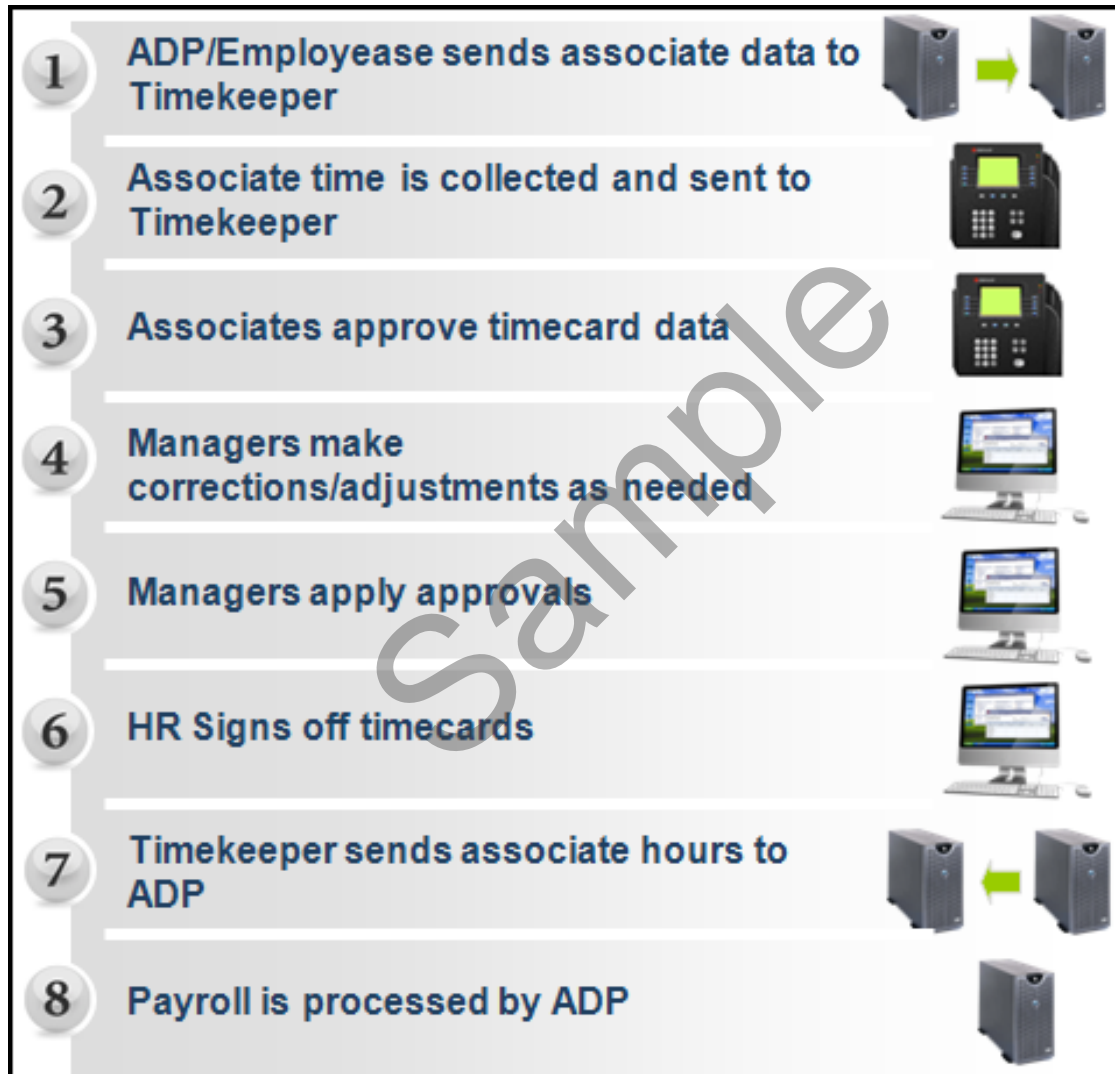 1
ADP/Employease sends associate data to
Timekeeper
2
Associate time is collected and sent to
Timekeeper
3
Associates approve timecard data
4
Managers make
corrections/adjustments as needed
5
Managers apply approvals
6
HR Signs off timecards
7
Timekeeper sends associate hours to
ADP
8
Payroll is processed by ADP
Sample